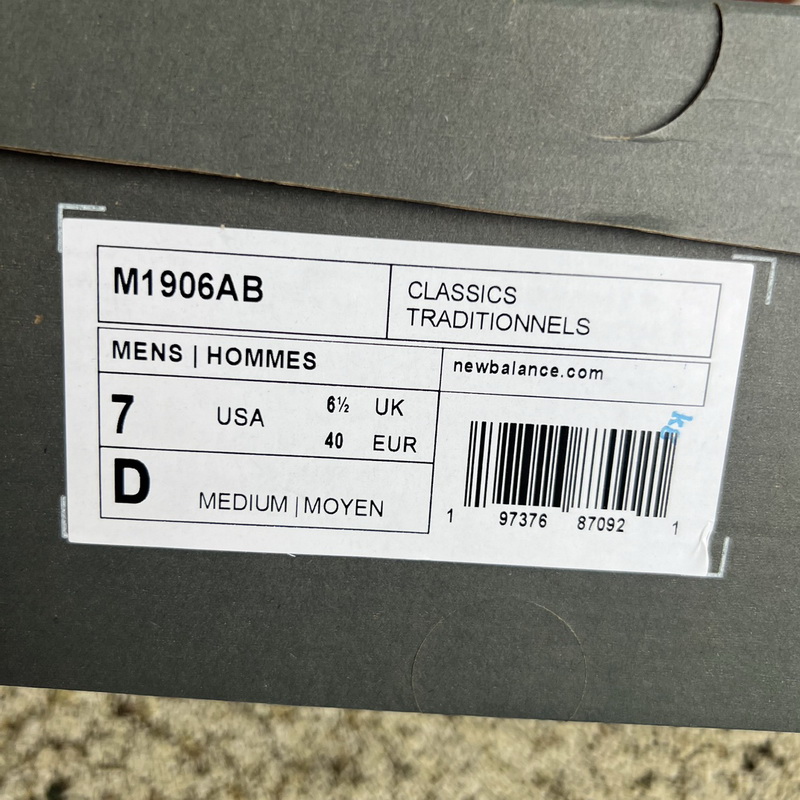 M1906AB
CLASSICS
TRADITIONNELS
MENS | HOMMES
newbalance.com
7 USA 6½ UK
40 EUR
D MEDIUM | MOYEN
1 97376 87092 1